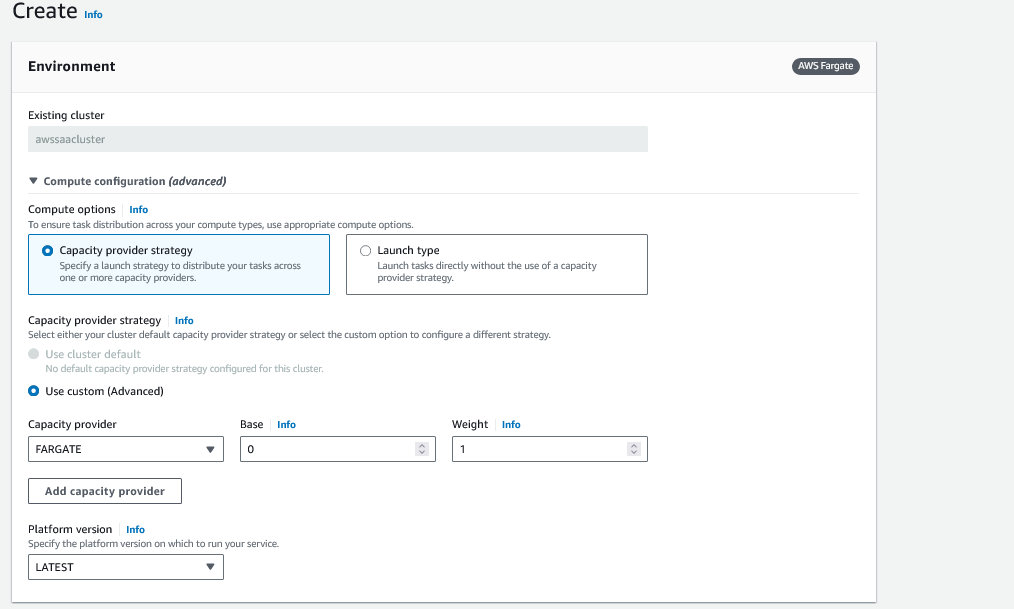 Create Info
Environment
AWS Fargate
Existing cluster
awssaacluster
Compute configuration (advanced)
Compute options Info
To ensure task distribution across your compute types, use appropriate compute options.
Capacity provider strategy
Specify a launch strategy to distribute your tasks across
one or more capacity providers.
Launch type
Launch tasks directly without the use of a capacity
provider strategy.
Capacity provider strategy Info
Select either your cluster default capacity provider strategy or select the custom option to configure a different strategy.
Use cluster default
No default capacity provider strategy configured for this cluster.
Use custom (Advanced)
Capacity provider
FARGATE
Base Info
0
Weight Info
1
Add capacity provider
Platform version Info
Specify the platform version on which to run your service.
LATEST